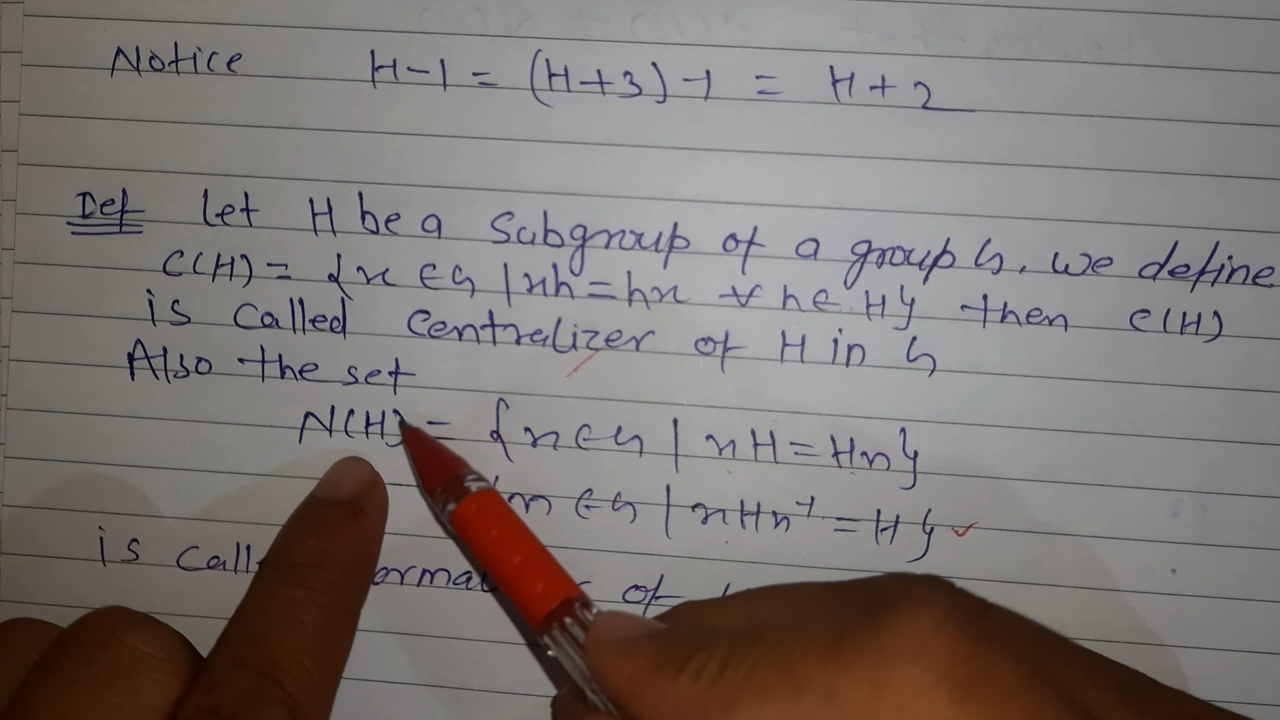 Notice H-1 = (H+3)-1 = H+2
Def Let H be a Subgroup of a group G. we define
C(H) = {x ∈ G | xh = hx ∀ h ∈ H} then C(H)
is called Centralizer of H in G
Also the set
N(H) = {x ∈ G | xH = Hx}
x ∈ G | xHx⁻¹ = H}
is of